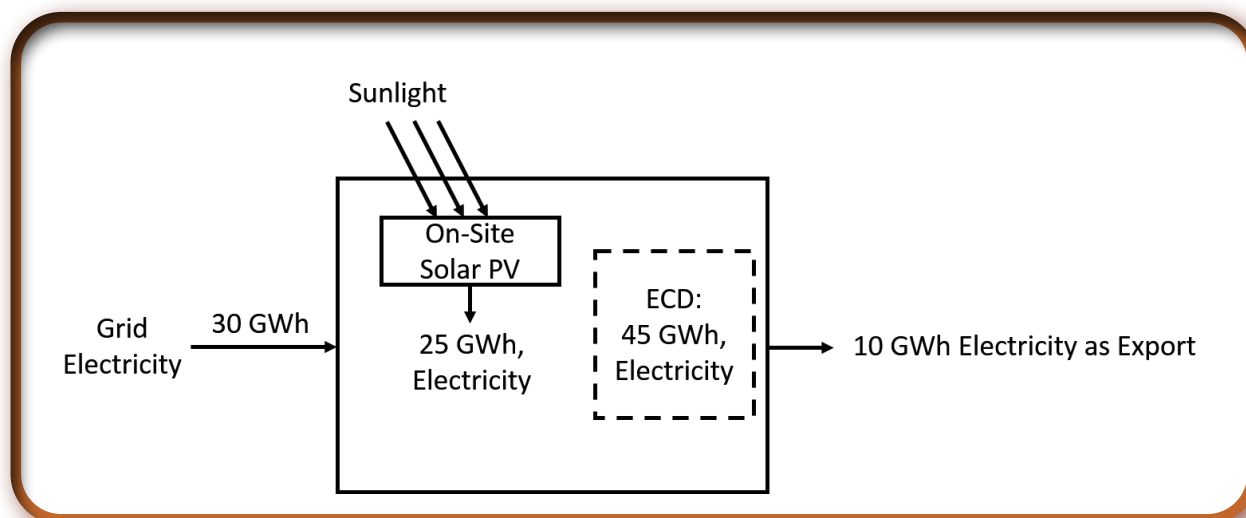 Sunlight
On-Site
Solar PV
Grid
Electricity
30 GWh
25 GWh,
Electricity
ECD:
45 GWh,
Electricity
10 GWh Electricity as Export